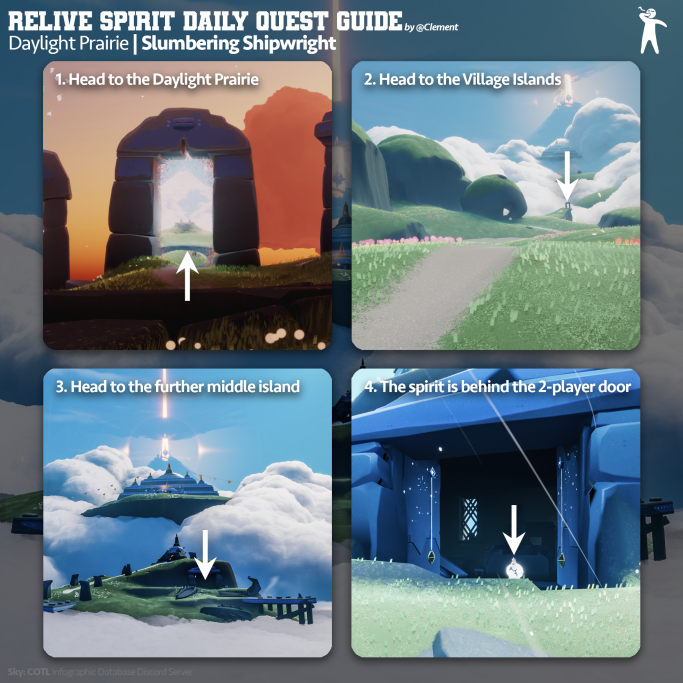 RELIVE SPIRIT DAILY QUEST GUIDE by @Clement
Daylight Prairie | Slumbering Shipwright
1. Head to the Daylight Prairie
2. Head to the Village Islands
3. Head to the further middle island
4. The spirit is behind the 2-player door
Sky: COTL Infographic Database Discord Server